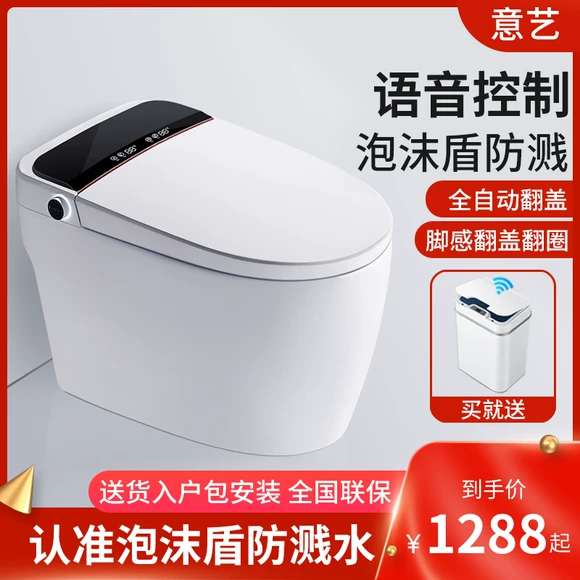 意艺
语音控制
泡沫盾防溅
全自动翻盖
脚感翻盖翻圈
买就送
送货入户包安装 全国联保
到手价
认准泡沫盾防溅水
¥1288起